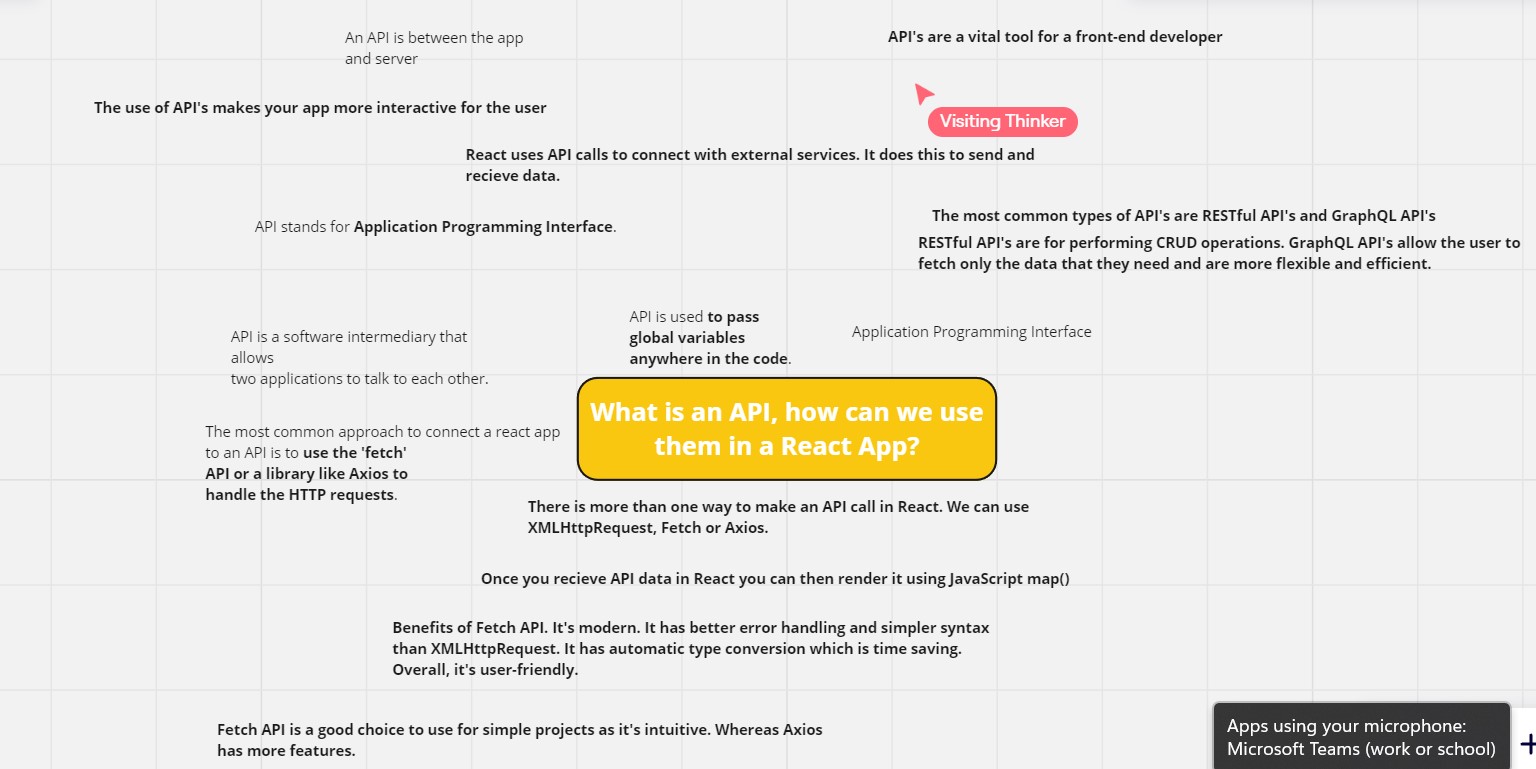 An API is between the app
and server
API's are a vital tool for a front-end developer
The use of API's makes your app more interactive for the user
Visiting Thinker
React uses API calls to connect with external services. It does this to send and
recieve data.
API stands for Application Programming Interface.
The most common types of API's are RESTful API's and GraphQL API's
RESTful API's are for performing CRUD operations. GraphQL API's allow the user to
fetch only the data that they need and are more flexible and efficient.
API is a software intermediary that
allows
two applications to talk to each other.
API is used to pass
global variables
anywhere in the code.
Application Programming Interface
What is an API, how can we use
them in a React App?
The most common approach to connect a react app
to an API is to use the 'fetch'
API or a library like Axios to
handle the HTTP requests.
There is more than one way to make an API call in React. We can use
XMLHttpRequest, Fetch or Axios.
Once you recieve API data in React you can then render it using JavaScript map()
Benefits of Fetch API. It's modern. It has better error handling and simpler syntax
than XMLHttpRequest. It has automatic type conversion which is time saving.
Overall, it's user-friendly.
Fetch API is a good choice to use for simple projects as it's intuitive. Whereas Axios
has more features.
Apps using your microphone:
Microsoft Teams (work or school)